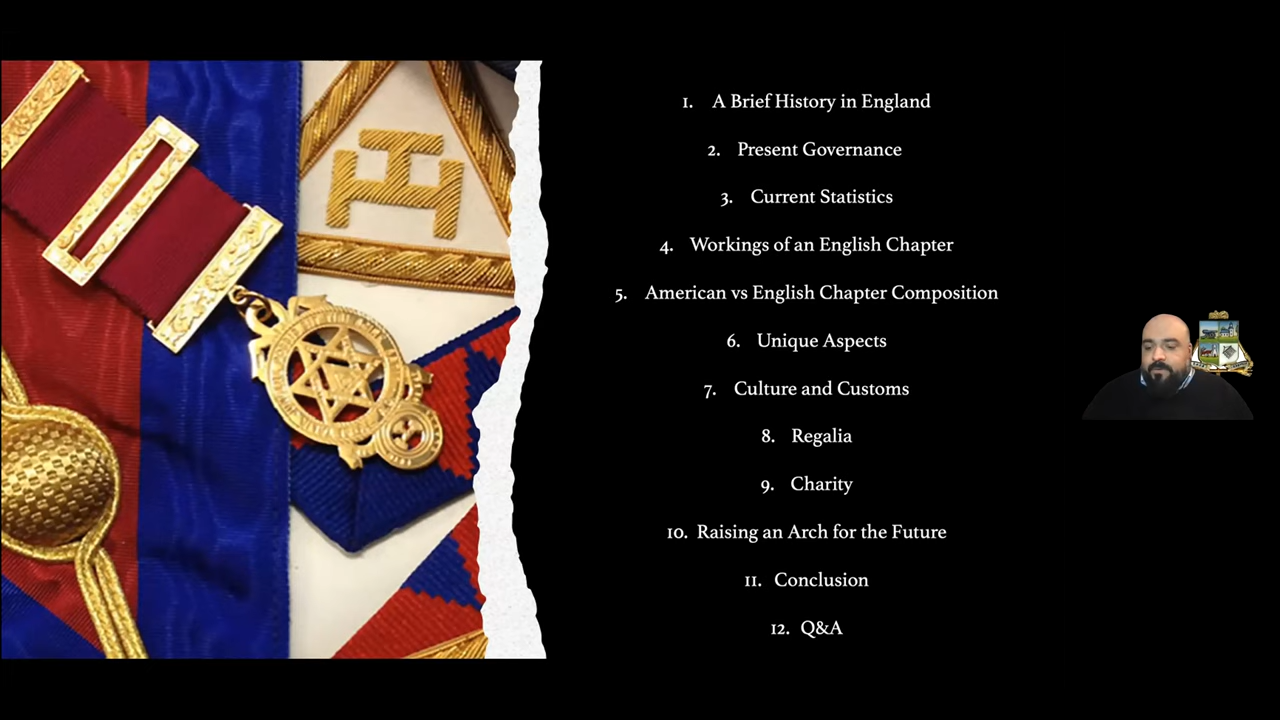 1. A Brief History in England
2. Present Governance
3. Current Statistics
4. Workings of an English Chapter
5. American vs English Chapter Composition
6. Unique Aspects
7. Culture and Customs
8. Regalia
9. Charity
10. Raising an Arch for the Future
11. Conclusion
12. Q&A